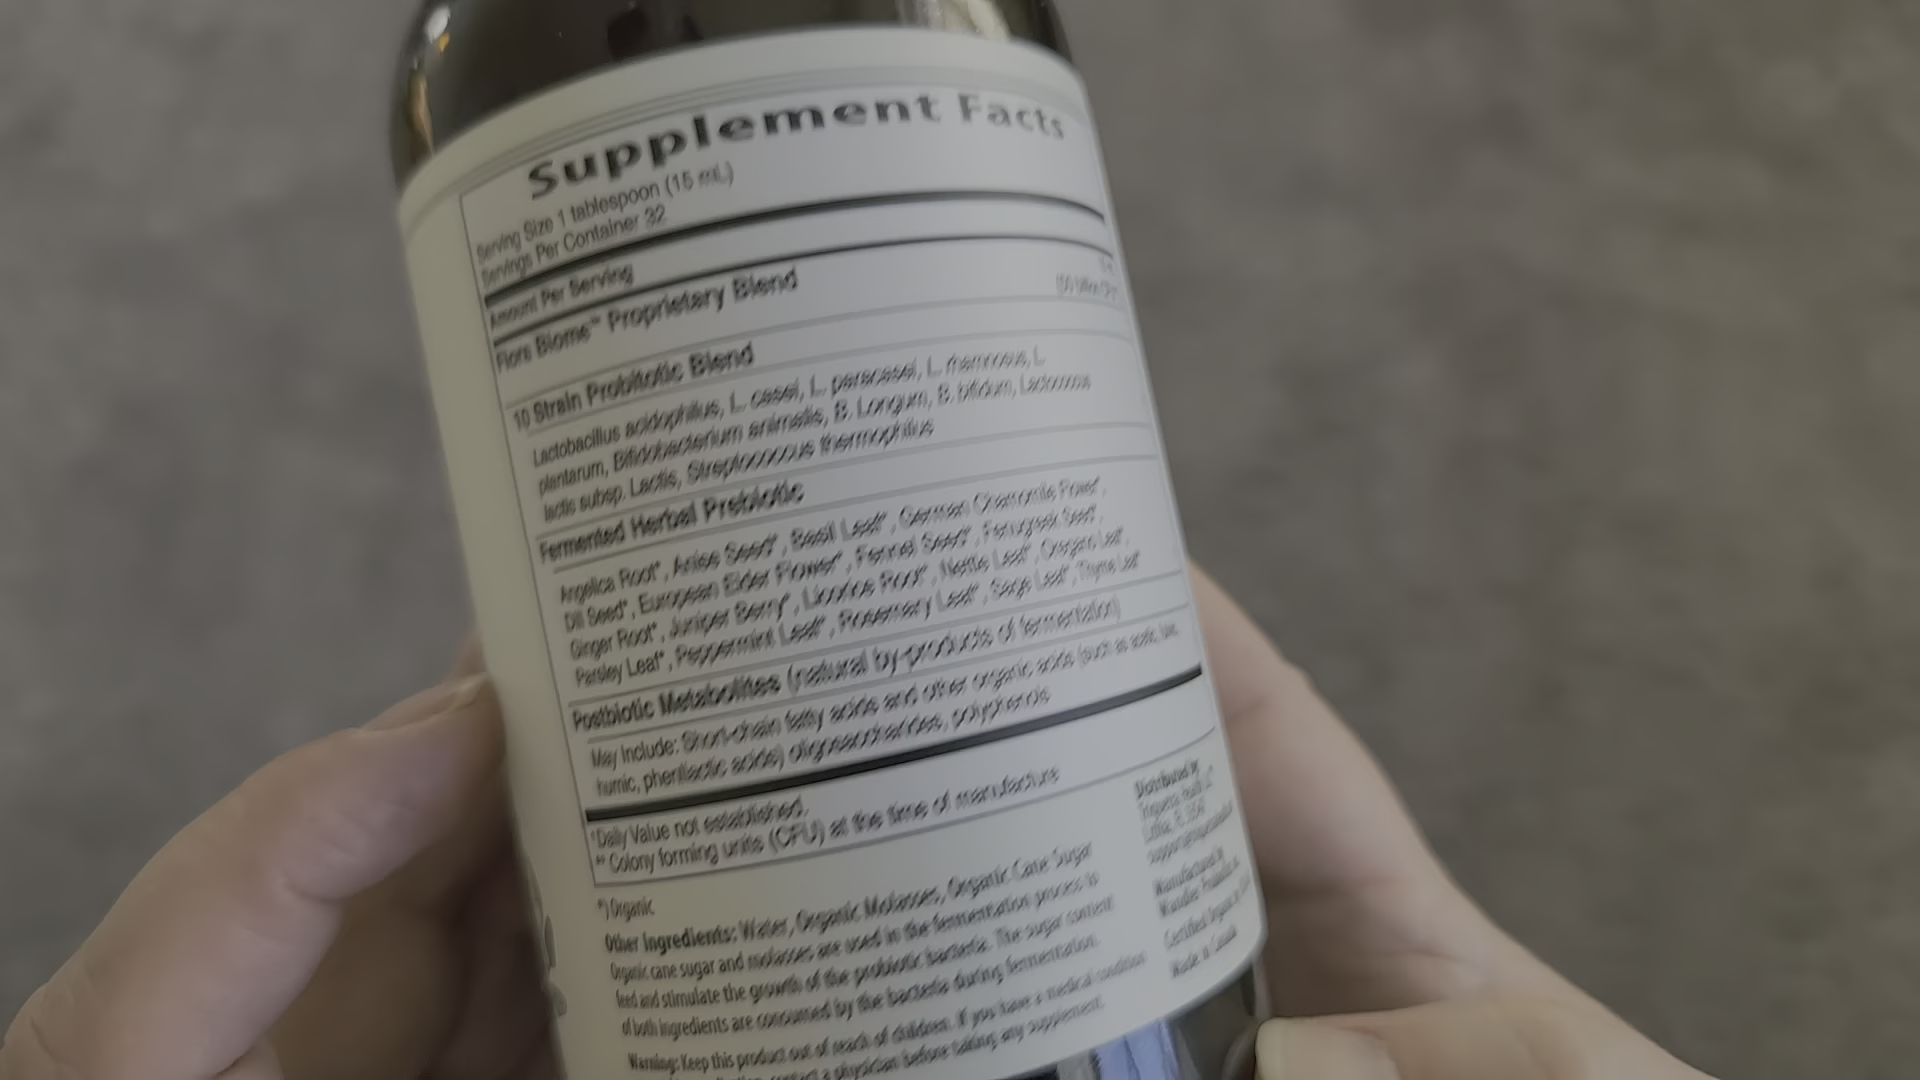 Supplement Facts
Serving Size 1 tablespoon (15 mL)
Servings Per Container 32
Amount Per Serving
Flora Biome™ Proprietary Blend
10 Strain Probitotic Blend
Lactobacillus acidophilus, L. casei, L. paracasei, L. rhamnosus, L.
plantarum, Bifidobacterium animalis, B. Longum, B. bifidum, Lactococcus
lactis subsp. Lactis, Streptococcus thermophilus
Fermented Herbal Prebiotic
Angelica Root*, Anise Seed*, Basil Leaf*, German Chamomile Flower*,
Dill Seed*, European Elder Flower*, Fennel Seed*, Fenugreek Seed*,
Ginger Root*, Juniper Berry*, Licorice Root*, Nettle Leaf*, Oregano Leaf*,
Parsley Leaf*, Peppermint Leaf*, Rosemary Leaf*, Sage Leaf*, Thyme Leaf*
Postbiotic Metabolites (natural by-products of fermentation)
May Include: Short-chain fatty acids and other organic acids (such as acetic,
humic, phenllactic acids) oligosaccharides, polyphenols
Daily Value not established.
** Colony forming units (CFU) at the time of manufacture
*) Organic
Other Ingredients: Water, Organic Molasses, Organic Cane Sugar
Organic cane sugar and molasses are used in the fermentation process to
feed and stimulate the growth of the probiotic bacteria. The sugar content
of both ingredients are consumed by the bacteria during fermentation.
Warning: Keep this product out of reach of children. If you have a medical condition
contact a physician before taking any supplement.
Distributed by
Manufactured by
Certified Organic
Made in Canada